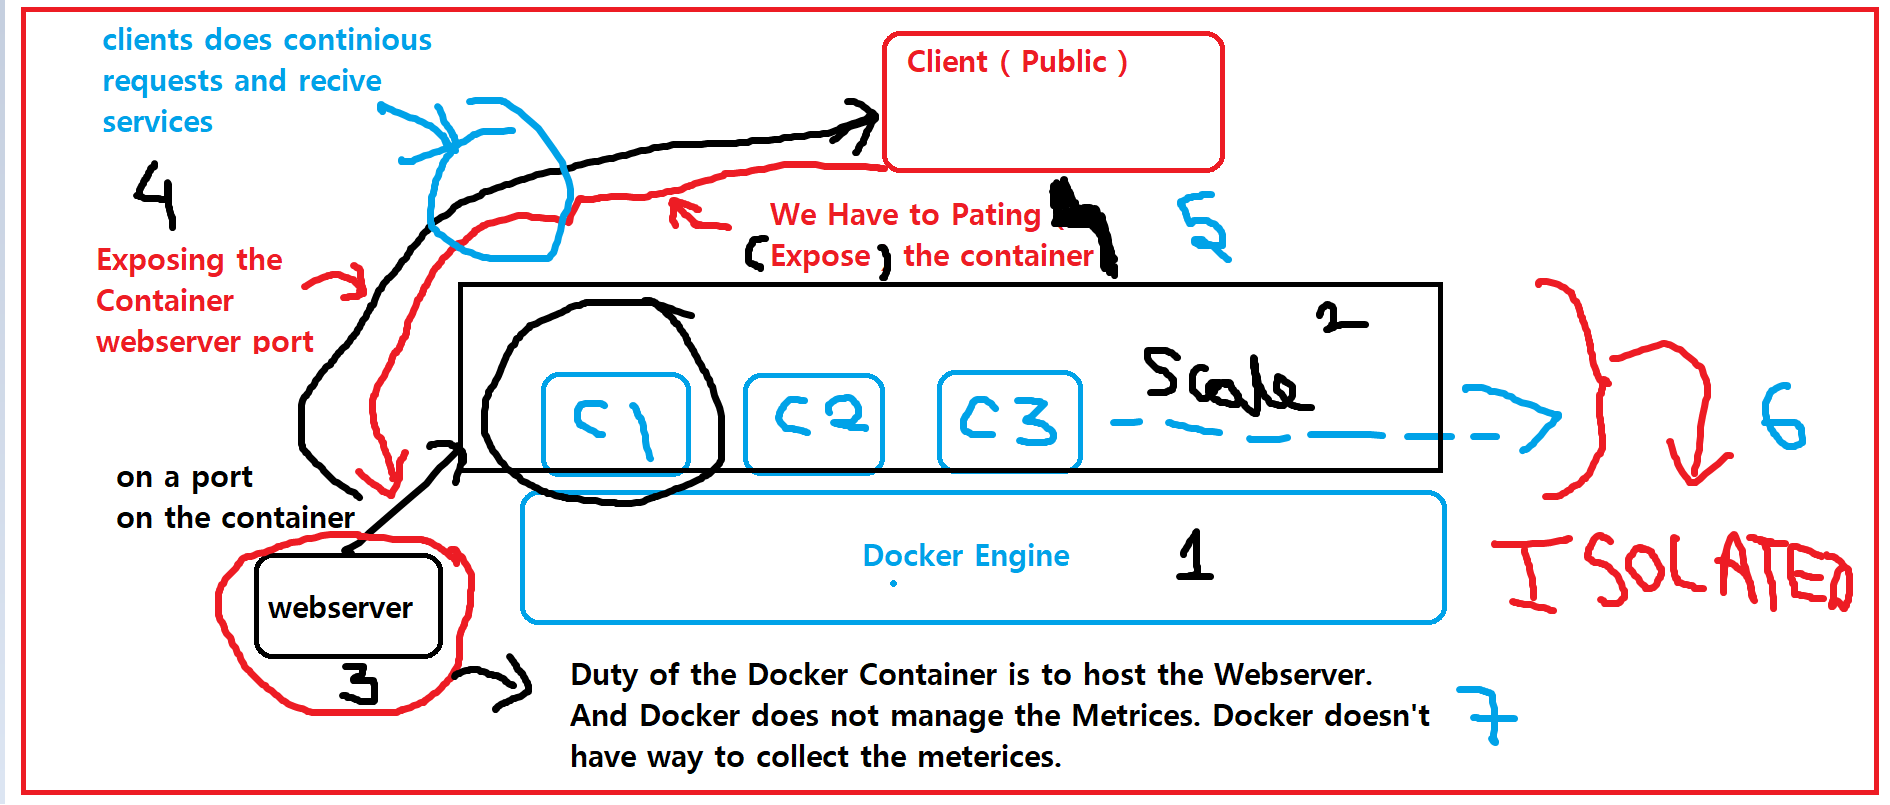 clients does continious
requests and recive
services
4
Client ( Public )
We Have to Pating
(Expose) the container
5
Exposing the
Container
webserver port
2
Scale
C1
C2
C3
6
on a port
on the container
Docker Engine
1
ISOLATED
webserver
3
Duty of the Docker Container is to host the Webserver.
And Docker does not manage the Metrices. Docker doesn't
have way to collect the meterices.
7